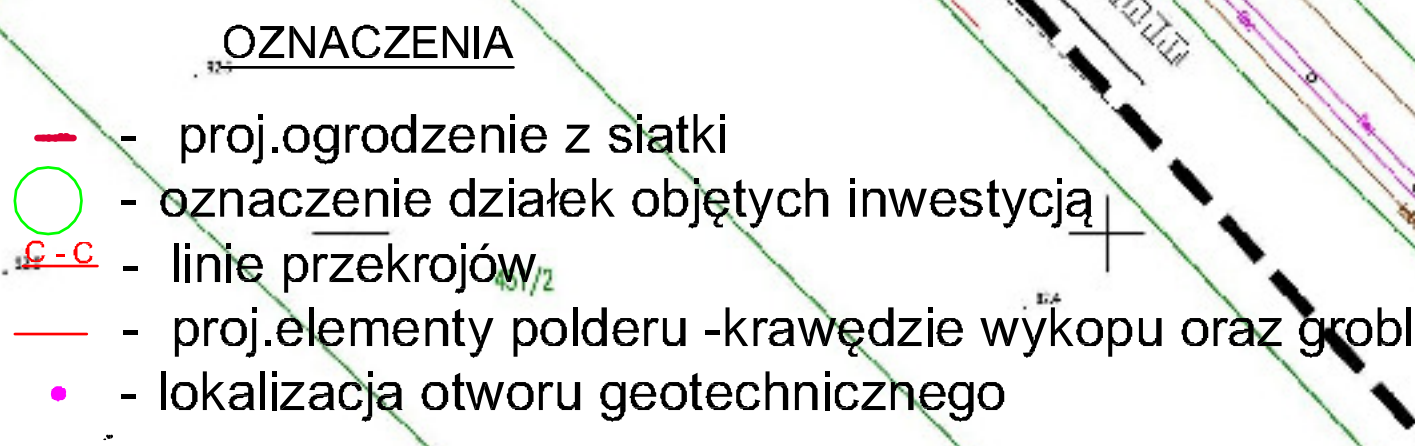 OZNACZENIA
- proj.ogrodzenie z siatki
- oznaczenie działek objętych inwestycją
C - C - linie przekrojów
- proj.elementy polderu -krawędzie wykopu oraz grobl
- lokalizacja otworu geotechnicznego